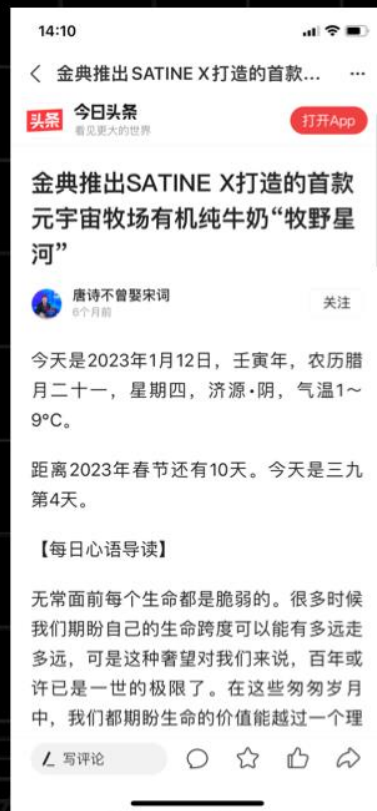 14:10
金典推出SATINE X打造的首款...
头条
今日头条
看见更大的世界
打开App
金典推出SATINE X打造的首款
元宇宙牧场有机纯牛奶“牧野星
河”
唐诗不曾娶宋词
6个月前
关注
今天是2023年1月12日，壬寅年，农历腊
月二十一，星期四，济源·阴，气温1～
9°C。
距离2023年春节还有10天。今天是三九
第4天。
【每日心语导读】
无常面前每个生命都是脆弱的。很多时候
我们期盼自己的生命跨度可以能有多远走
多远，可是这种奢望对我们来说，百年或
许已是一世的极限了。在这些匆匆岁月
中，我们都期盼生命的价值能越过一个理
写评论